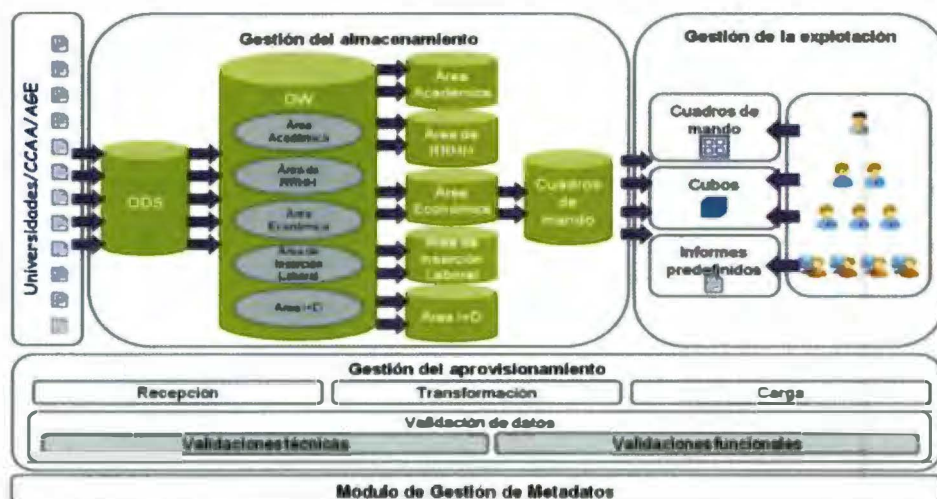 Universidades/CCAA/AGE
Gestión del almacenamiento
ODS
DW
Área
Académica
Área de
RRHH
Área
Económica
Área de
Inserción
Laboral
Área I+D
Área
Académica
Área de
RRHH
Área
Económica
Área de
Inserción
Laboral
Área I+D
Cuadros
de
mando
Gestión de la explotación
Cuadros de
mando
Cubos
Informes
predefinidos
Gestión del aprovisionamiento
Recepción
Transformación
Carga
Validación de datos
Validaciones técnicas
Validaciones funcionales
Módulo de Gestión de Metadatos